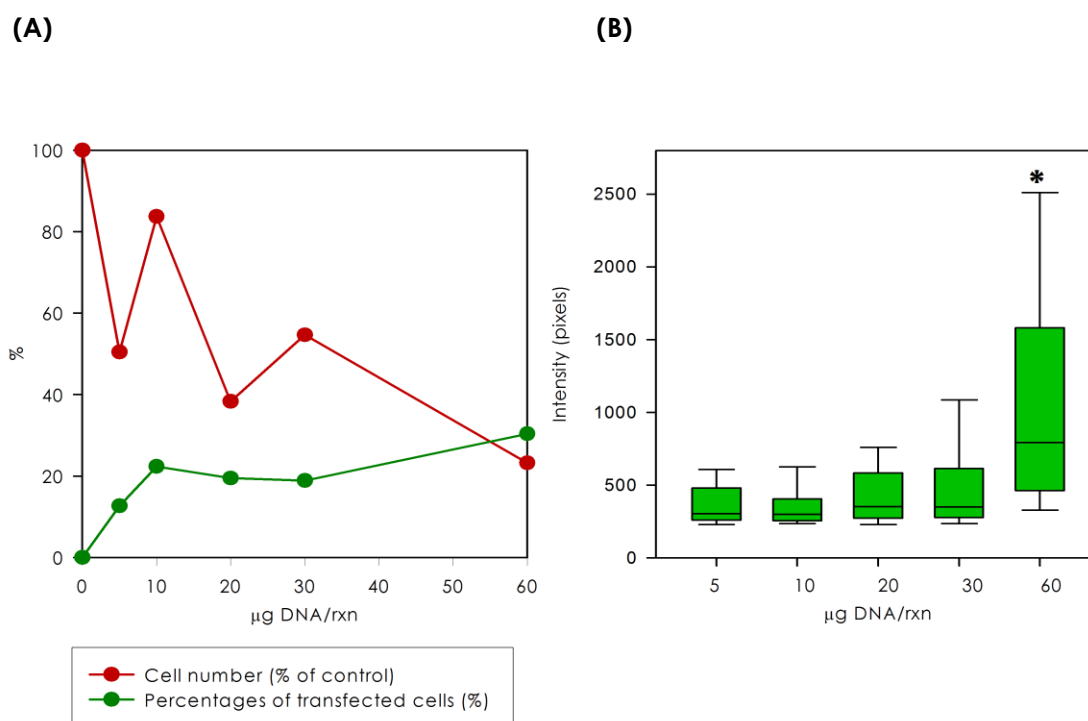 (A)
(B)
100
80
60
40
20
0
%
0 10 20 30 40 50 60
μg DNA/rxn
Cell number (% of control)
Percentages of transfected cells (%)
*
2500
2000
1500
1000
500
0
Intensity (pixels)
5 10 20 30 60
μg DNA/rxn